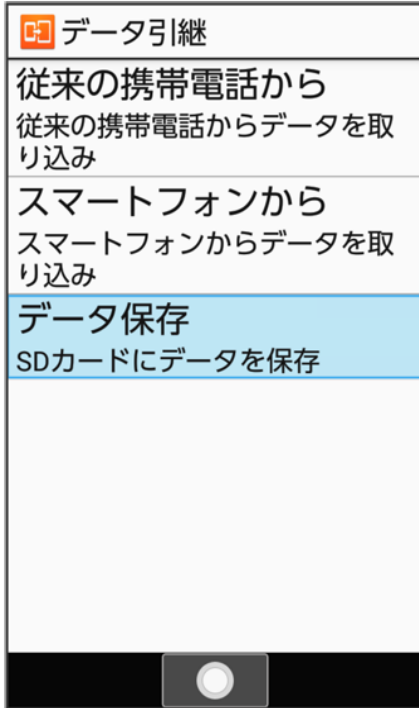 データ引継
従来の携帯電話から
従来の携帯電話からデータを取
り込み
スマートフォンから
スマートフォンからデータを取
り込み
データ保存
SDカードにデータを保存